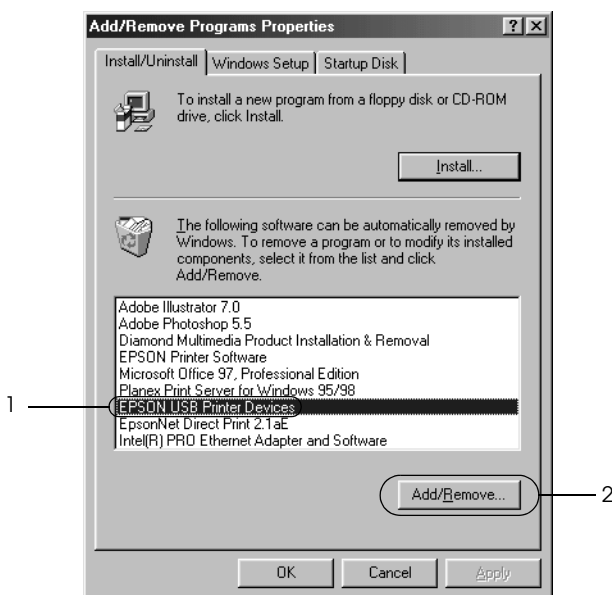 Add/Remove Programs Properties
Install/Uninstall
Windows Setup
Startup Disk
To install a new program from a floppy disk or CD-ROM
drive, click Install.
Install...
The following software can be automatically removed by
Windows. To remove a program or to modify its installed
components, select it from the list and click
Add/Remove.
Adobe Illustrator 7.0
Adobe Photoshop 5.5
Diamond Multimedia Product Installation & Removal
EPSON Printer Software
Microsoft Office 97, Professional Edition
Planex Print Server for Windows 95/98
1
EPSON USB Printer Devices
EpsonNet Direct Print 2.1aE
Intel(R) PRO Ethernet Adapter and Software
Add/Remove...
2
OK
Cancel
Apply